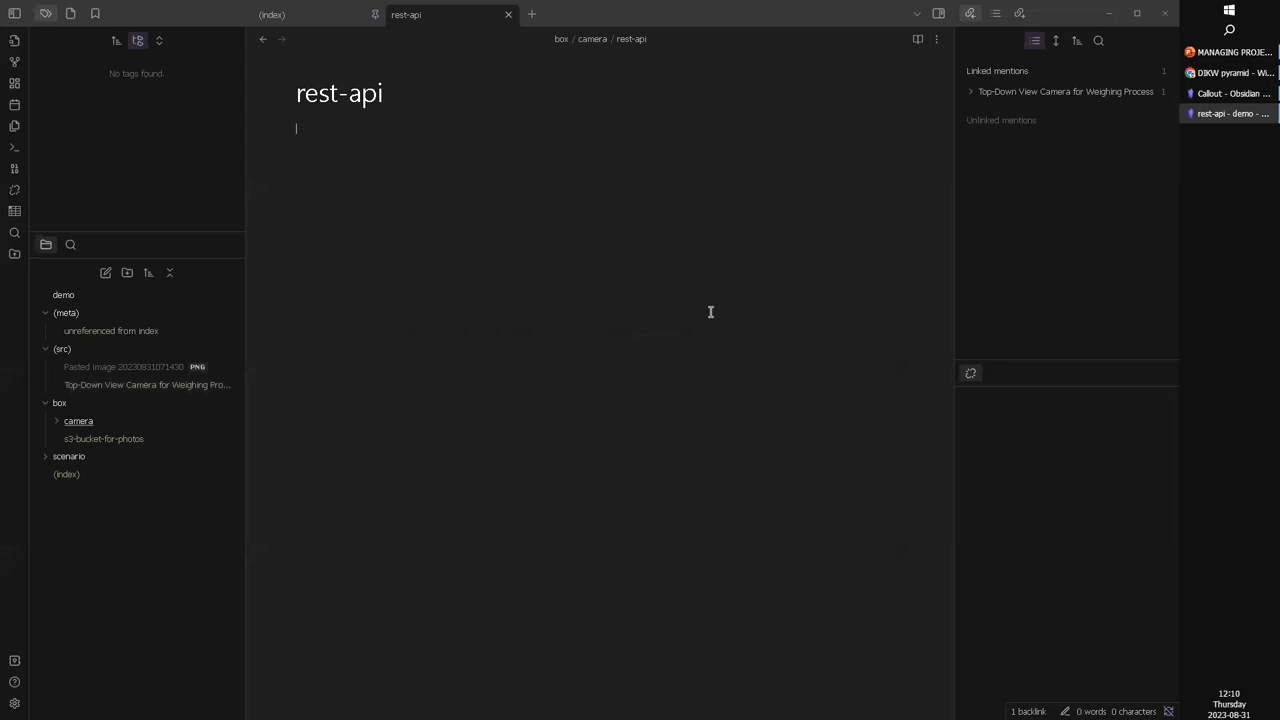 (index)
rest-api
box / camera / rest-api
No tags found.
rest-api
Linked mentions 1
Top-Down View Camera for Weighing Process 1
Unlinked mentions
demo
(meta)
unreferenced from index
(src)
Pasted image 20230831071430 PNG
Top-Down View Camera for Weighing Pro...
box
camera
s3-bucket-for-photos
scenario
(index)
1 backlink 0 words 0 characters
MANAGING PROJE...
DIKW pyramid - Wi...
Callout - Obsidian ...
rest-api - demo - ...
12:10
Thursday
2023-08-31